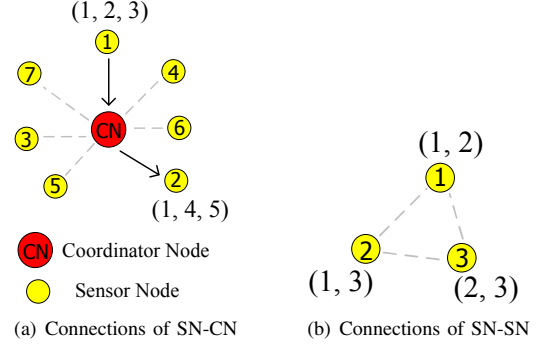 (1, 2, 3)
1
7
4
CN
3
6
5
2
(1, 4, 5)
CN Coordinator Node
Sensor Node
(a) Connections of SN-CN
(1, 2)
1
2
3
(1, 3)
(2, 3)
(b) Connections of SN-SN